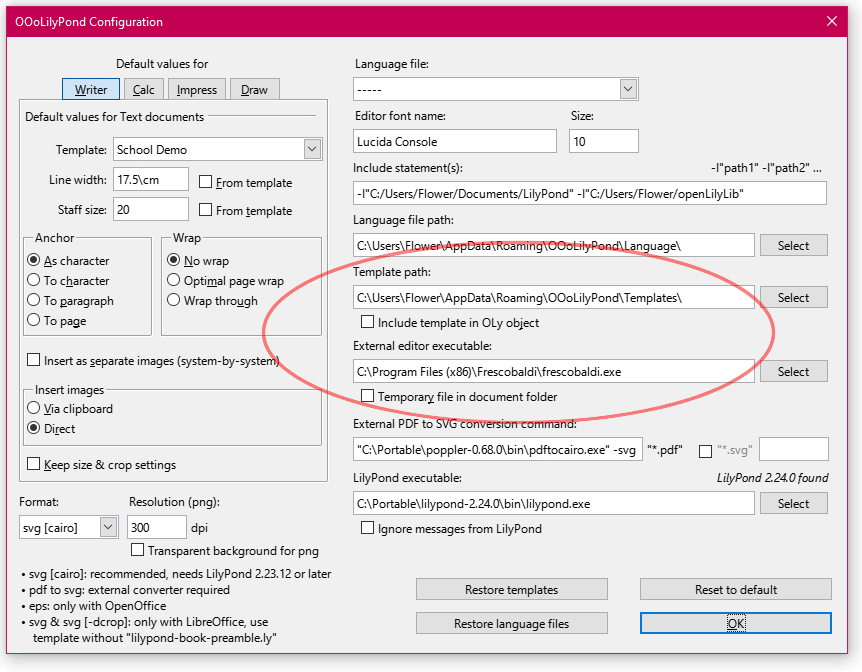 OOoLilyPond Configuration
Default values for
Writer Calc Impress Draw
Default values for Text documents
Template: School Demo
Line width: 17.5\cm From template
Staff size: 20 From template
Anchor
As character
To character
To paragraph
To page
Wrap
No wrap
Optimal page wrap
Wrap through
Insert as separate images (system-by-system)
Insert images
Via clipboard
Direct
Keep size & crop settings
Format: Resolution (png):
svg [cairo] 300 dpi
Transparent background for png
• svg [cairo]: recommended, needs LilyPond 2.23.12 or later
• pdf to svg: external converter required
• eps: only with OpenOffice
• svg & svg [-dcrop]: only with LibreOffice, use
template without "lilypond-book-preamble.ly"
Language file:
-----
Editor font name: Size:
Lucida Console 10
Include statement(s): -I"path1" -I"path2" ...
-I"C:/Users/Flower/Documents/LilyPond" -I"C:/Users/Flower/openLilyLib"
Language file path:
C:\Users\Flower\AppData\Roaming\OOoLilyPond\Language\ Select
Template path:
C:\Users\Flower\AppData\Roaming\OOoLilyPond\Templates\ Select
Include template in OLy object
External editor executable:
C:\Program Files (x86)\Frescobaldi\frescobaldi.exe Select
Temporary file in document folder
External PDF to SVG conversion command:
"C:\Portable\poppler-0.68.0\bin\pdftocairo.exe" -svg "*.pdf" "*.svg"
LilyPond executable: LilyPond 2.24.0 found
C:\Portable\lilypond-2.24.0\bin\lilypond.exe Select
Ignore messages from LilyPond
Restore templates Reset to default
Restore language files OK